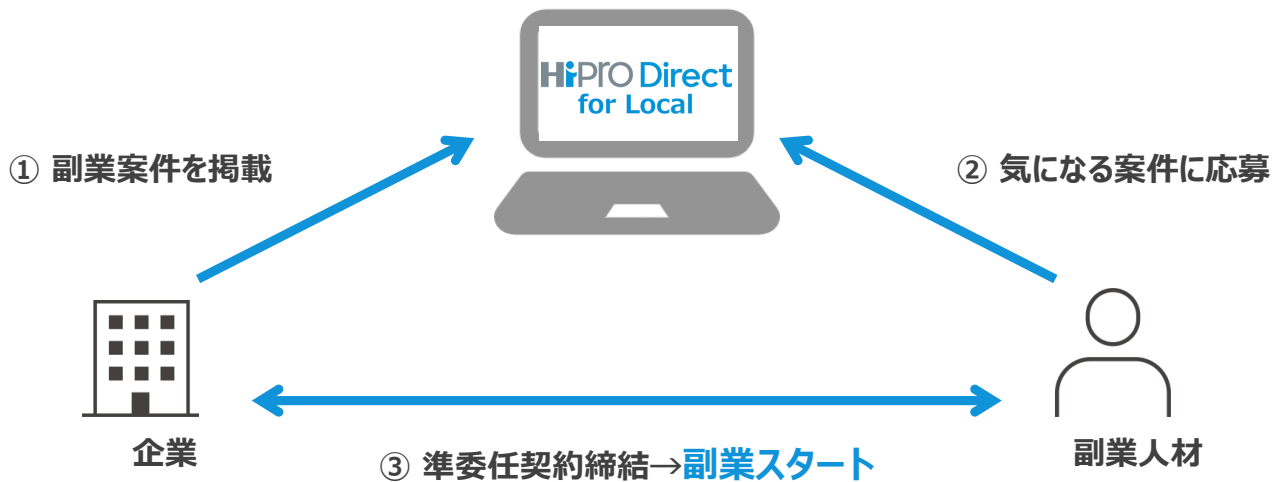 HiPRO Direct
for Local
① 副業案件を掲載
② 気になる案件に応募
企業
副業人材
③ 準委任契約締結→副業スタート